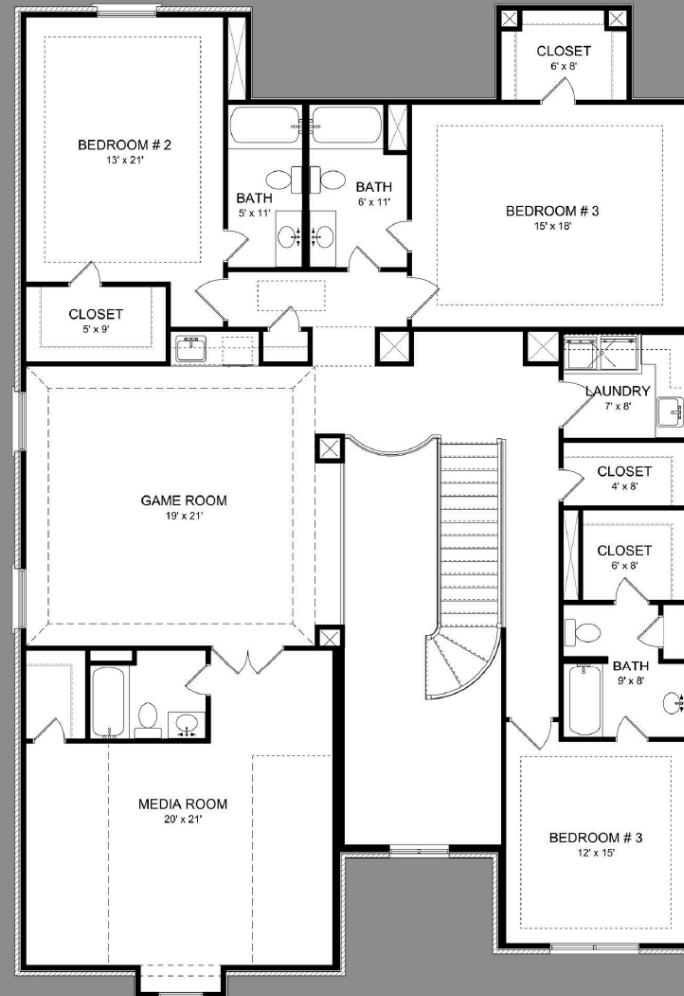 CLOSET
6' x 8'
BEDROOM # 2
13' x 21'
BATH
5' x 11'
BATH
6' x 11'
BEDROOM # 3
15' x 18'
CLOSET
5' x 9'
LAUNDRY
7' x 8'
CLOSET
4' x 8'
GAME ROOM
19' x 21'
CLOSET
6' x 8'
BATH
9' x 8'
MEDIA ROOM
20' x 21'
BEDROOM # 3
12' x 15'